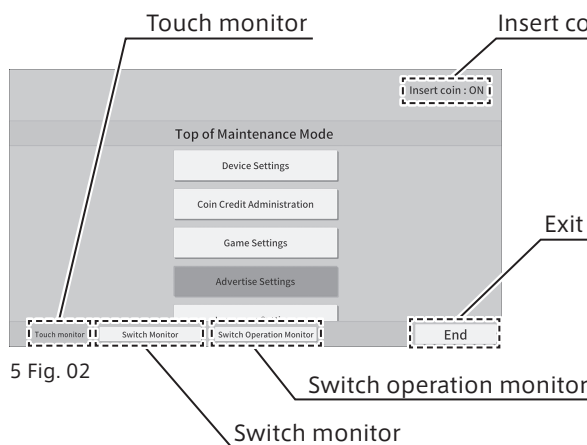 Touch monitor
Insert co
Insert coin : ON
Top of Maintenance Mode
Device Settings
Coin Credit Administration
Game Settings
Exit
Advertise Settings
Touch monitor
Switch Monitor
Switch Operation Monitor
End
5 Fig. 02
Switch operation monitor
Switch monitor